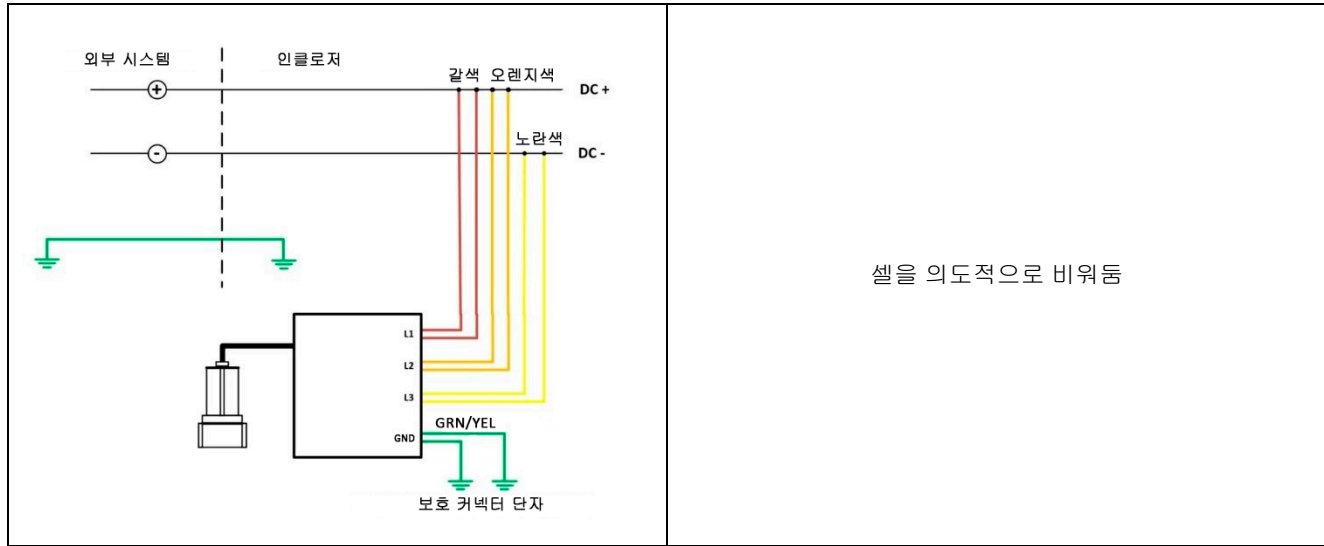 외부 시스템
인클로저
갈색 오렌지색
+
DC +
노란색
-
DC -
L1
L2
L3
GRN/YEL
GND
보호 커넥터 단자
셀을 의도적으로 비워둠